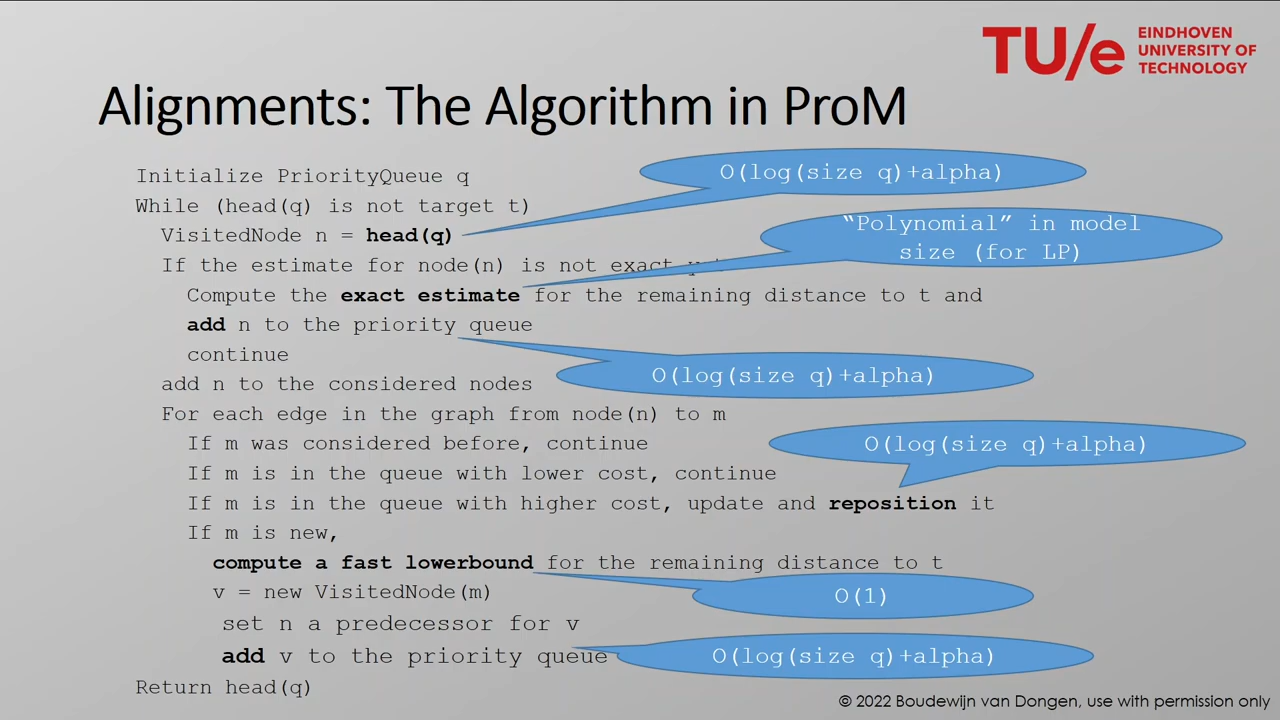 TU/e EINDHOVEN
UNIVERSITY OF
TECHNOLOGY
Alignments: The Algorithm in ProM
Initialize PriorityQueue q
While (head(q) is not target t)
VisitedNode n = head(q)
If the estimate for node(n) is not exact
Compute the exact estimate for the remaining distance to t and
add n to the priority queue
continue
add n to the considered nodes
For each edge in the graph from node(n) to m
If m was considered before, continue
If m is in the queue with lower cost, continue
If m is in the queue with higher cost, update and reposition it
If m is new,
compute a fast lowerbound for the remaining distance to t
v = new VisitedNode(m)
set n a predecessor for v
add v to the priority queue
Return head(q)
O(log(size q)+alpha)
“Polynomial” in model
size (for LP)
O(log(size q)+alpha)
O(log(size q)+alpha)
O(1)
O(log(size q)+alpha)
© 2022 Boudewijn van Dongen, use with permission only